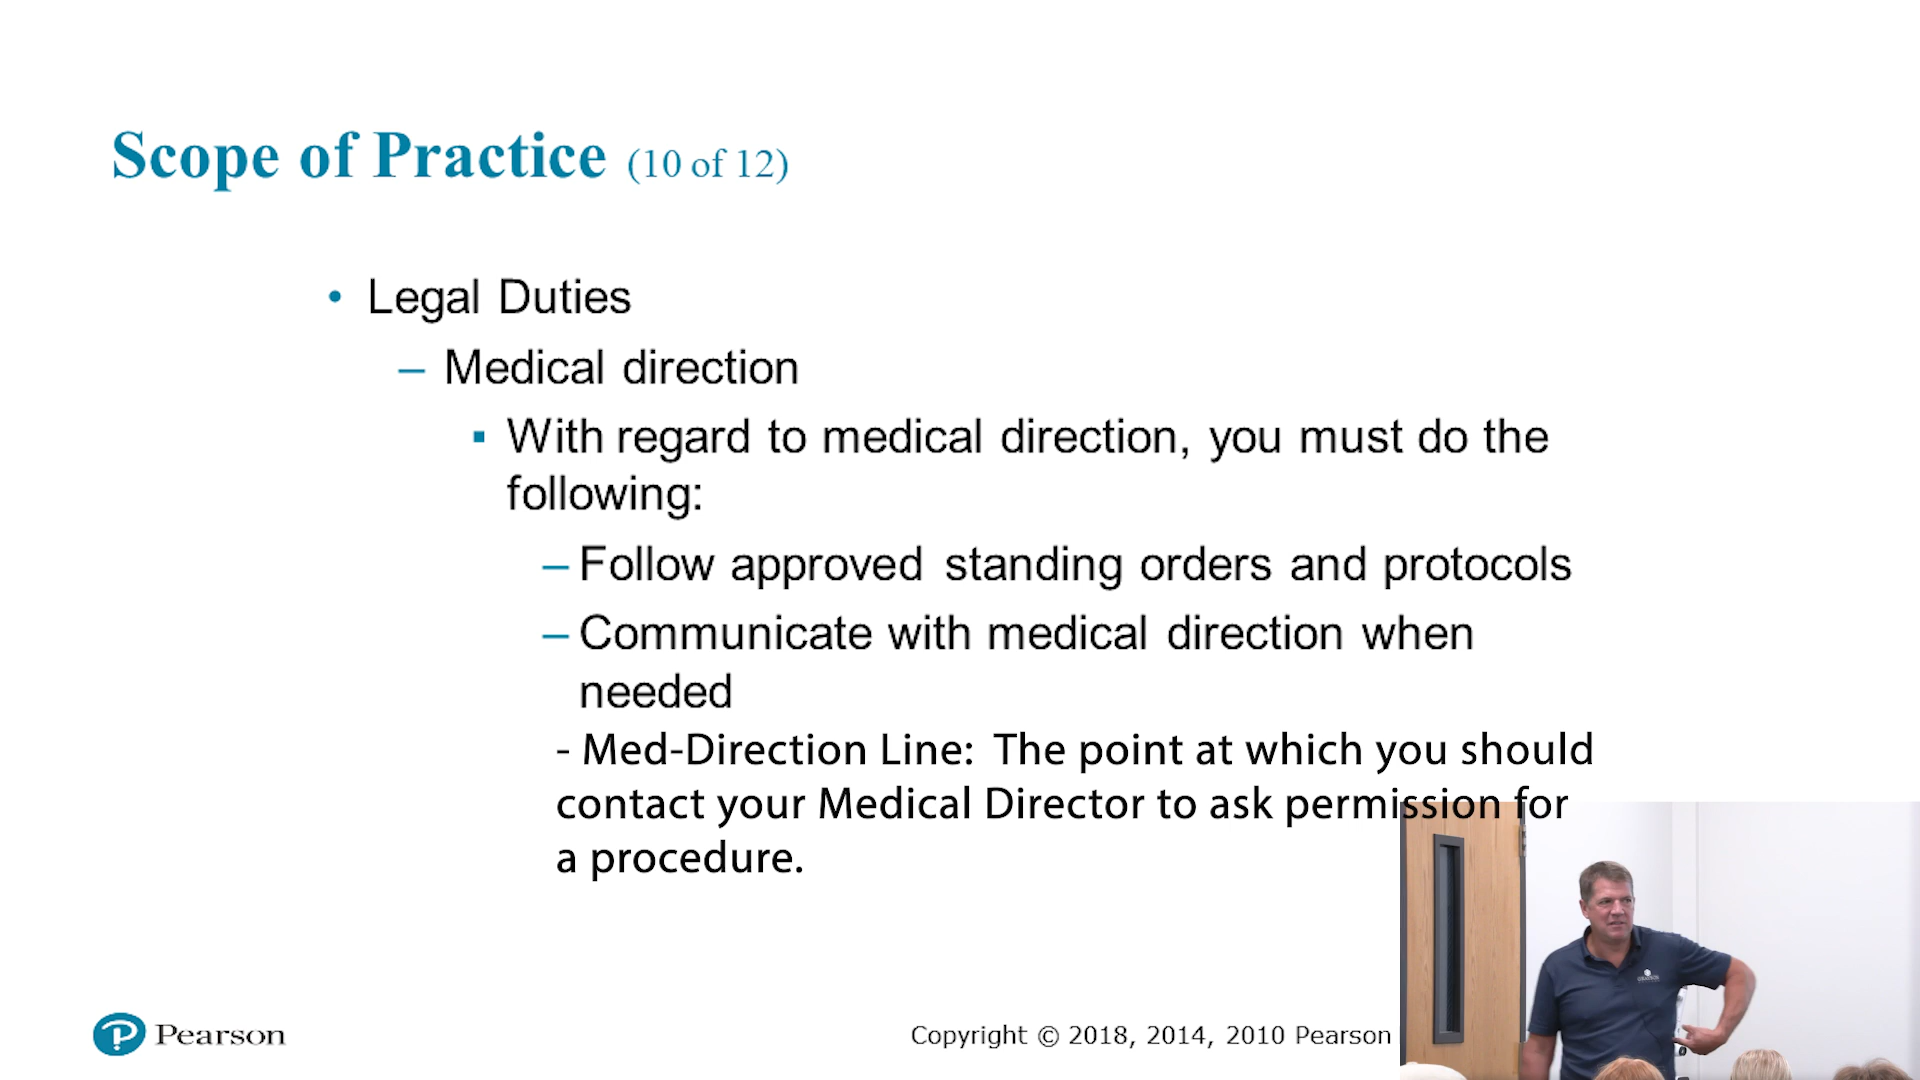 Scope of Practice (10 of 12)
• Legal Duties
– Medical direction
▪ With regard to medical direction, you must do the
following:
– Follow approved standing orders and protocols
– Communicate with medical direction when
needed
- Med-Direction Line: The point at which you should
contact your Medical Director to ask permission for
a procedure.
Pearson
Copyright © 2018, 2014, 2010 Pearson